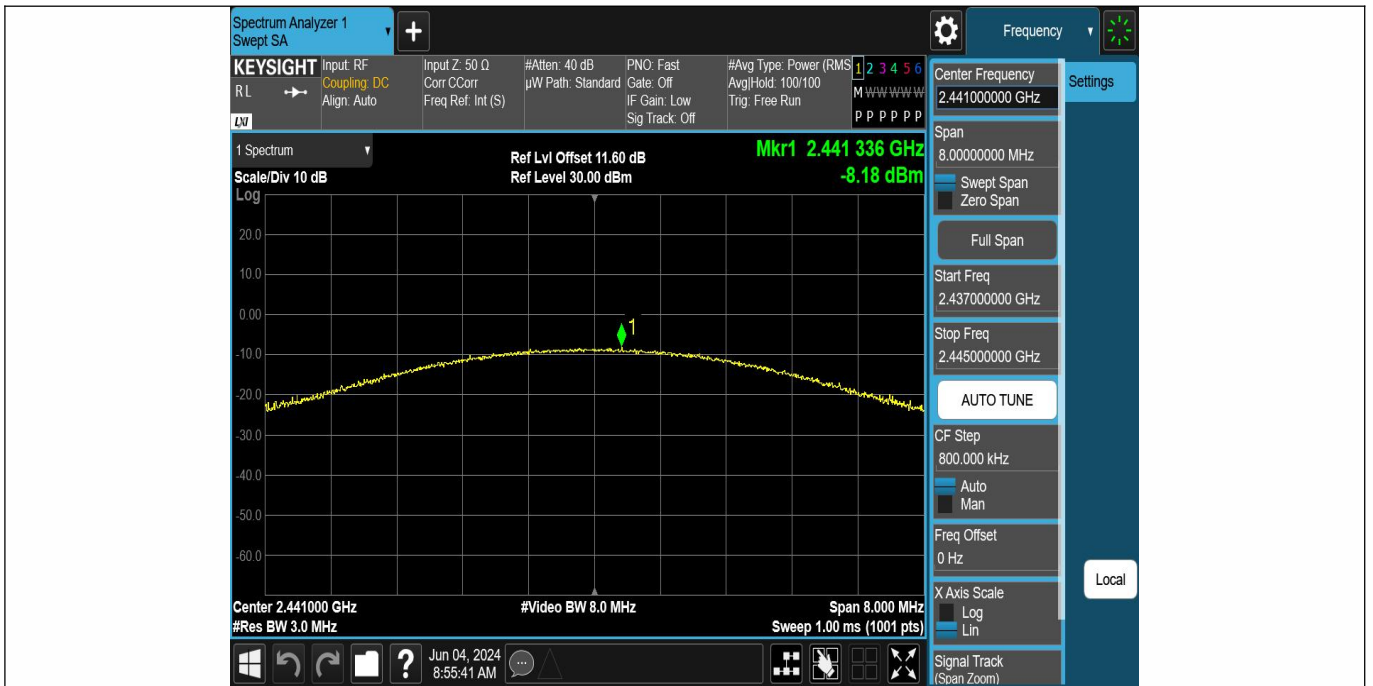 Spectrum Analyzer 1
Swept SA
Frequency
KEYSIGHT
RL
LXI
Input: RF
Coupling: DC
Align: Auto
Input Z: 50 Ω
Corr CCorr
Freq Ref: Int (S)
#Atten: 40 dB
µW Path: Standard
PNO: Fast
Gate: Off
IF Gain: Low
Sig Track: Off
#Avg Type: Power (RMS
Avg|Hold: 100/100
Trig: Free Run
1 2 3 4 5 6
M W W W W W
P P P P P P
1 Spectrum
Scale/Div 10 dB
Log
Ref Lvl Offset 11.60 dB
Ref Level 30.00 dBm
Mkr1 2.441 336 GHz
-8.18 dBm
20.0
10.0
0.00
-10.0
-20.0
-30.0
-40.0
-50.0
-60.0
1
Center 2.441000 GHz
#Res BW 3.0 MHz
#Video BW 8.0 MHz
Span 8.000 MHz
Sweep 1.00 ms (1001 pts)
Center Frequency
2.441000000 GHz
Settings
Span
8.00000000 MHz
Swept Span
Zero Span
Full Span
Start Freq
2.437000000 GHz
Stop Freq
2.445000000 GHz
AUTO TUNE
CF Step
800.000 kHz
Auto
Man
Freq Offset
0 Hz
X Axis Scale
Log
Lin
Local
Signal Track
(Span Zoom)
?
Jun 04, 2024
8:55:41 AM